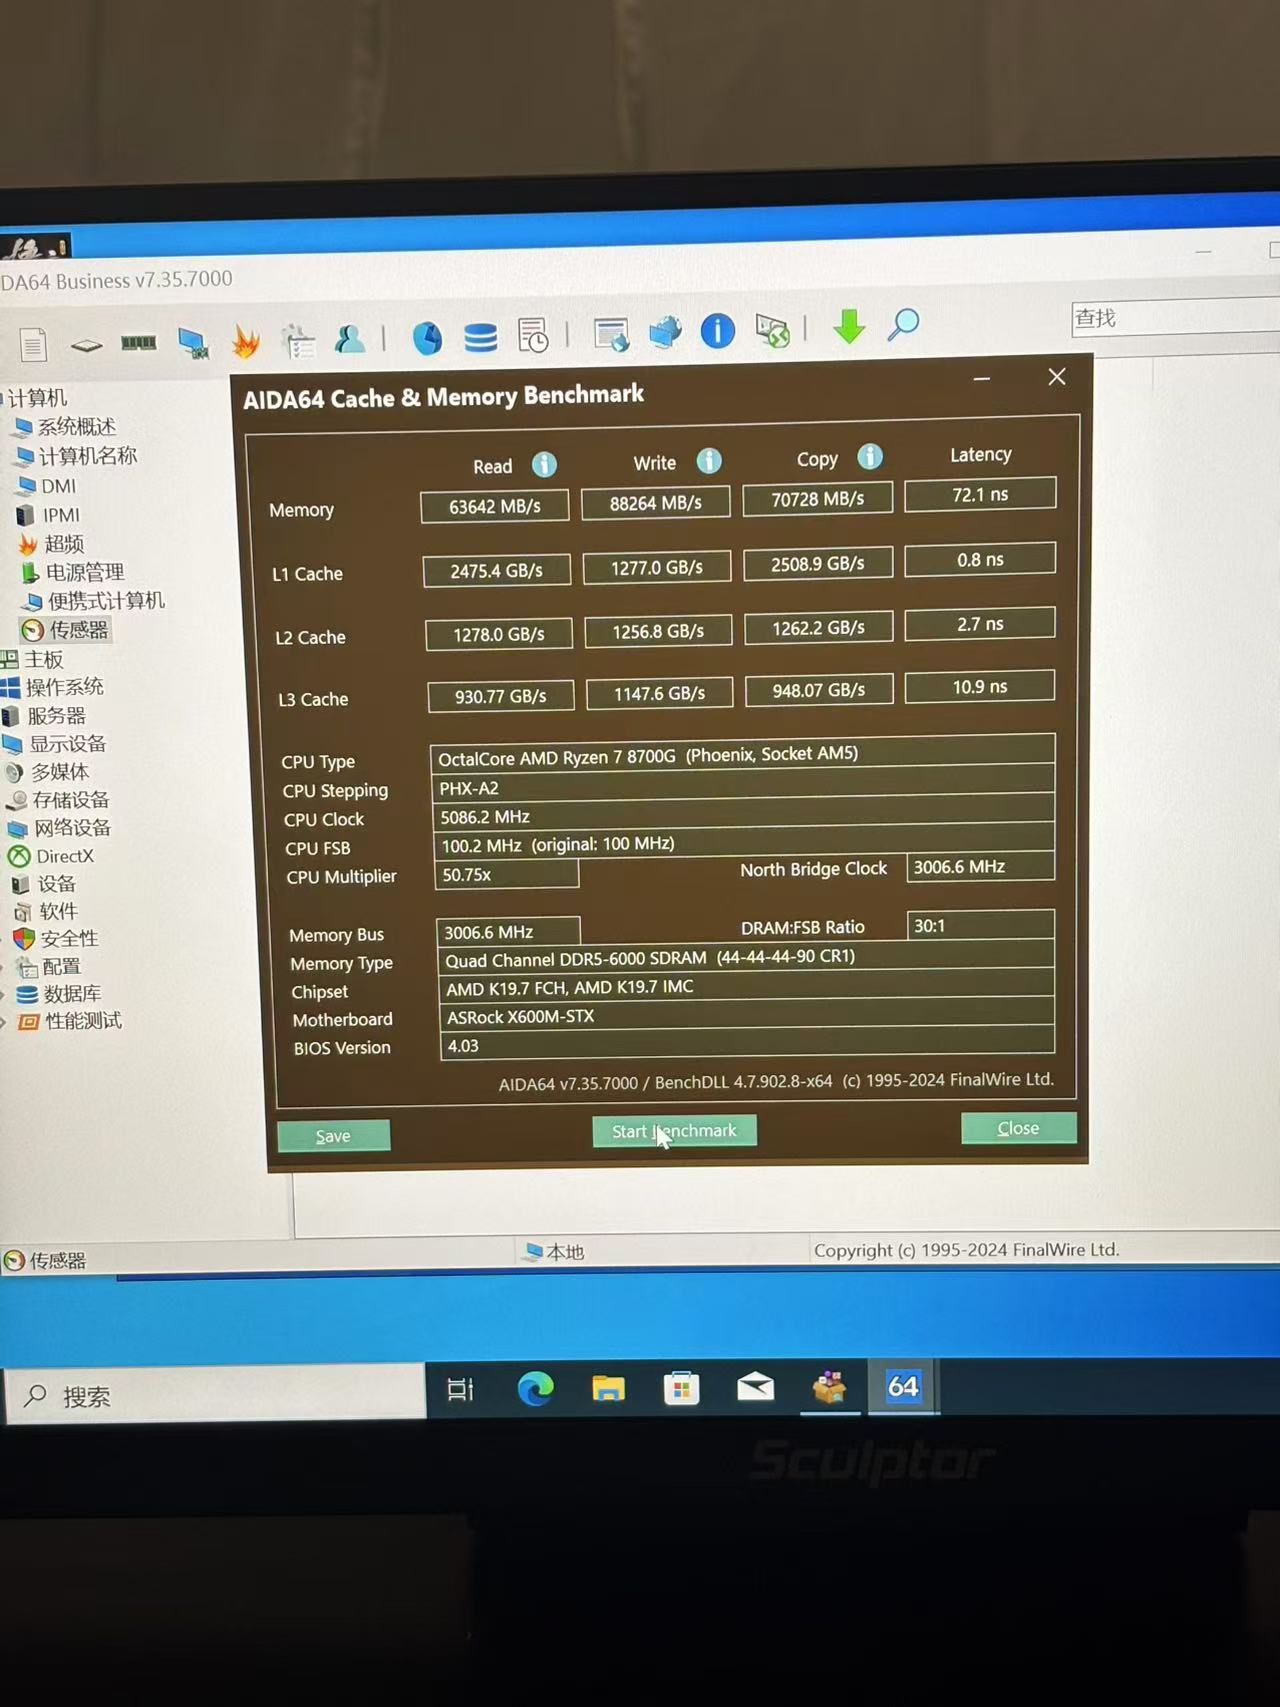 DA64 Business v7.35.7000
查找
计算机
系统概述
计算机名称
DMI
IPMI
超频
电源管理
便携式计算机
传感器
主板
操作系统
服务器
显示设备
多媒体
存储设备
网络设备
DirectX
设备
软件
安全性
配置
数据库
性能测试
AIDA64 Cache & Memory Benchmark
Read Write Copy Latency
Memory 63642 MB/s 88264 MB/s 70728 MB/s 72.1 ns
L1 Cache 2475.4 GB/s 1277.0 GB/s 2508.9 GB/s 0.8 ns
L2 Cache 1278.0 GB/s 1256.8 GB/s 1262.2 GB/s 2.7 ns
L3 Cache 930.77 GB/s 1147.6 GB/s 948.07 GB/s 10.9 ns
CPU Type OctalCore AMD Ryzen 7 8700G (Phoenix, Socket AM5)
CPU Stepping PHX-A2
CPU Clock 5086.2 MHz
CPU FSB 100.2 MHz (original: 100 MHz)
CPU Multiplier 50.75x North Bridge Clock 3006.6 MHz
Memory Bus 3006.6 MHz DRAM:FSB Ratio 30:1
Memory Type Quad Channel DDR5-6000 SDRAM (44-44-44-90 CR1)
Chipset AMD K19.7 FCH, AMD K19.7 IMC
Motherboard ASRock X600M-STX
BIOS Version 4.03
AIDA64 v7.35.7000 / BenchDLL 4.7.902.8-x64 (c) 1995-2024 FinalWire Ltd.
Save Start Benchmark Close
传感器 本地 Copyright (c) 1995-2024 FinalWire Ltd.
搜索 64
Sculptor